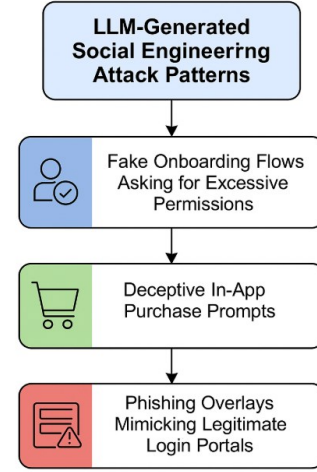 LLM-Generated
Social Engineering
Attack Patterns
Fake Onboarding Flows
Asking for Excessive
Permissions
Deceptive In-App
Purchase Prompts
Phishing Overlays
Mimicking Legitimate
Login Portals